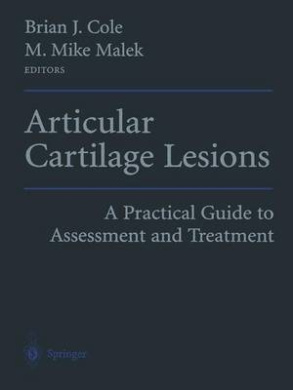 Brian J. Cole
M. Mike Malek
EDITORS
Articular
Cartilage Lesions
A Practical Guide to
Assessment and Treatment
Springer